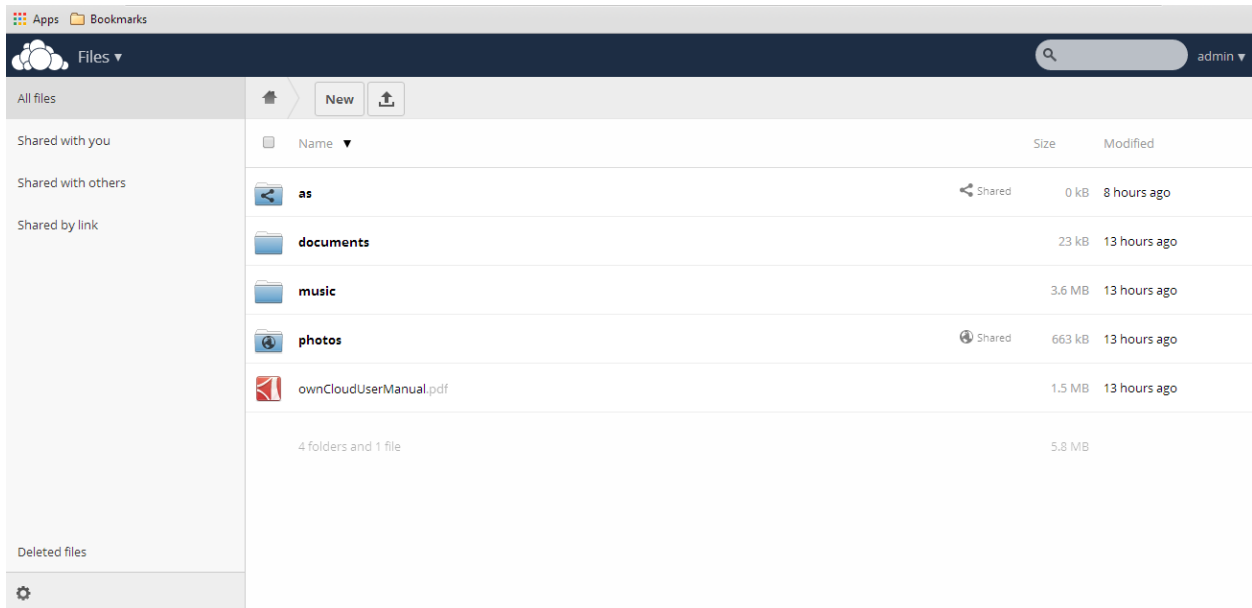 Apps Bookmarks
Files ▾ admin ▾
All files
New
Shared with you
Name ▼ Size Modified
Shared with others
as Shared 0 kB 8 hours ago
Shared by link
documents 23 kB 13 hours ago
music 3.6 MB 13 hours ago
photos Shared 663 kB 13 hours ago
ownCloudUserManual.pdf 1.5 MB 13 hours ago
4 folders and 1 file 5.8 MB
Deleted files